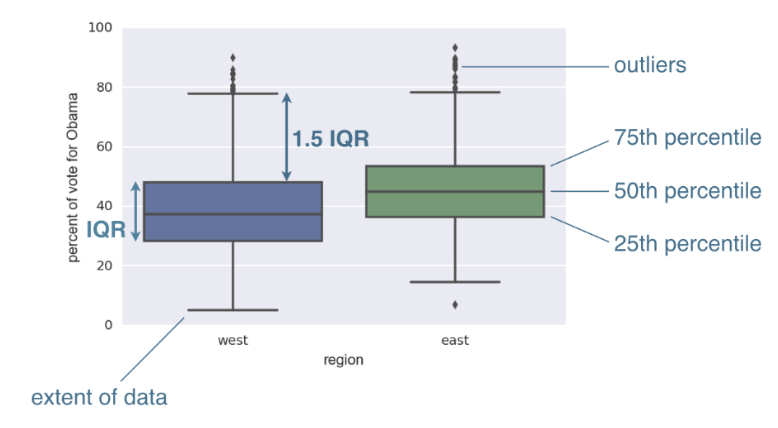 100
80
60
40
20
0
percent of vote for Obama
IQR
1.5 IQR
outliers
75th percentile
50th percentile
25th percentile
west
east
region
extent of data